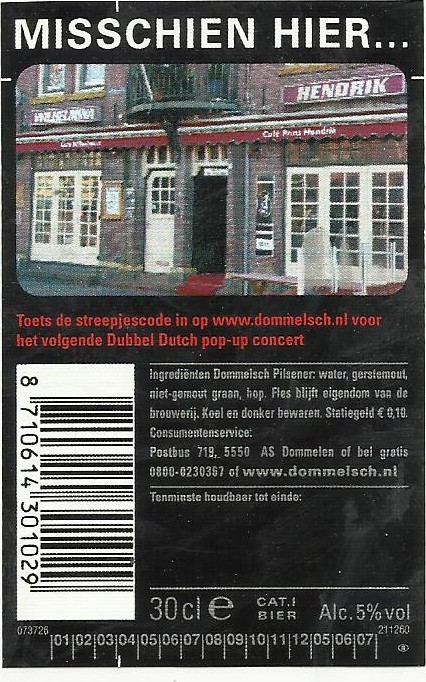 MISSCHIEN HIER...
WILHELMINA
HENDRIK
Café Prins Hendrik
Toets de streepjescode in op www.dommelsch.nl voor
het volgende Dubbel Dutch pop-up concert
Ingrediënten Dommelsch Pilsener: water, gerstemout,
niet-gemout graan, hop. Fles blijft eigendom van de
brouwerij. Koel en donker bewaren. Statiegeld € 0,10.
Consumentenservice:
Postbus 719, 5550 AS Dommelen of bel gratis
0800-0230367 of www.dommelsch.nl
Tenminste houdbaar tot einde:
8 710614 301029
30cl e CAT.I BIER Alc.5%vol
073726 211260
|01|02|03|04|05|06|07|08|09|10|11|12|05|06|07|